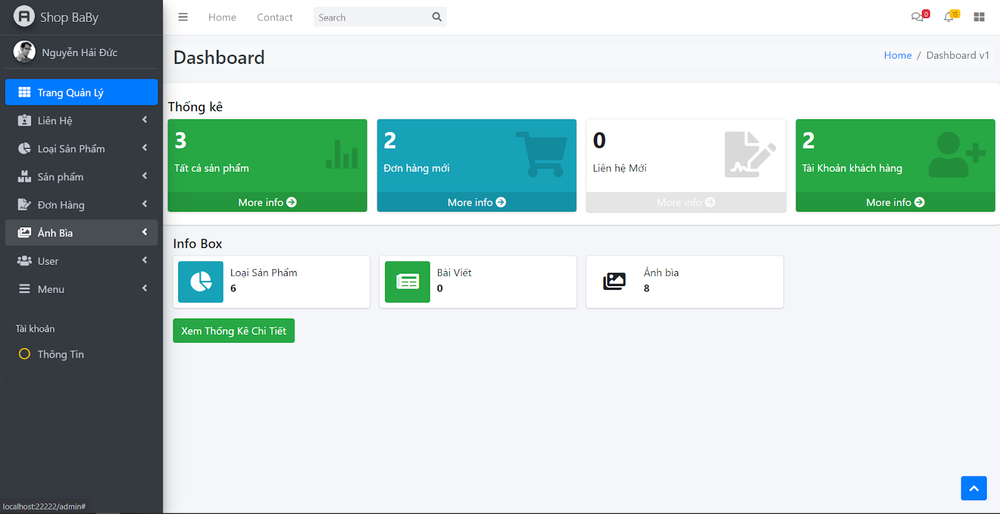 Shop BaBy
Nguyễn Hải Đức
Trang Quản Lý
Liên Hệ
Loại Sản Phẩm
Sản phẩm
Đơn Hàng
Ảnh Bìa
User
Menu
Tài khoản
Thông Tin
;
localhost:22222/admin#
Home
Contact
Search
0
15
Dashboard
Home / Dashboard v1
Thống kê
3
Tất cả sản phẩm
More info
2
Đơn hàng mới
More info
0
Liên hệ Mới
More info
2
Tài Khoản khách hàng
More info
Info Box
Loại Sản Phẩm
6
Bài Viết
0
Ảnh bìa
8
Xem Thống Kê Chi Tiết